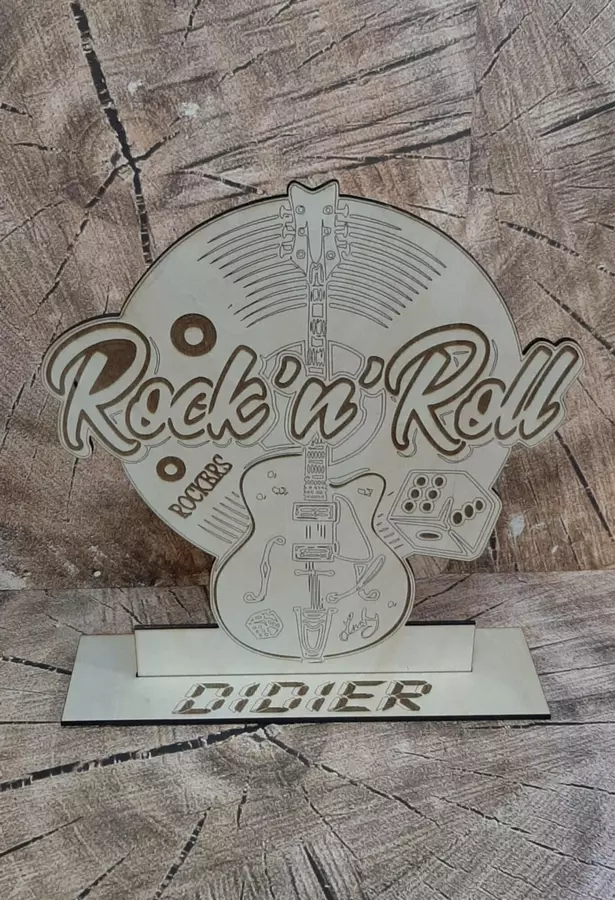 Rock 'n' Roll
ROCKERS
DIDIER